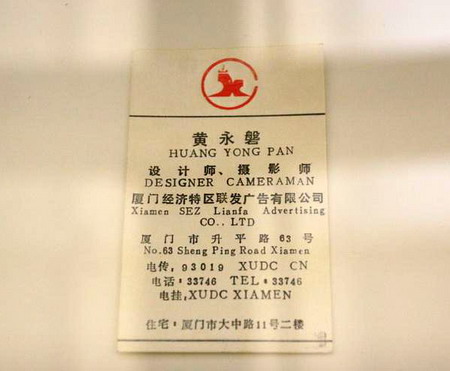 黄永磐
HUANG YONG PAN
设计师、摄影师
DESIGNER CAMERAMAN
厦门经济特区联发广告有限公司
Xiamen SEZ Lianfa Advertising
CO., LTD
厦门市升平路63号
No.63 Sheng Ping Road Xiamen
电传，93019 XUDC CN
电话：33746 TEL：33746
电挂，XUDC XIAMEN
住宅：厦门市大中路11号二楼